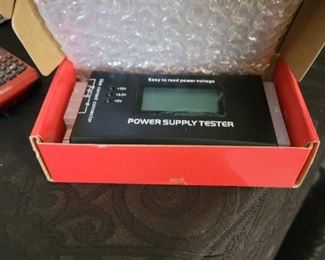 Easy to read power voltage
+12V
+3.3V
+5V
POWER SUPPLY TESTER